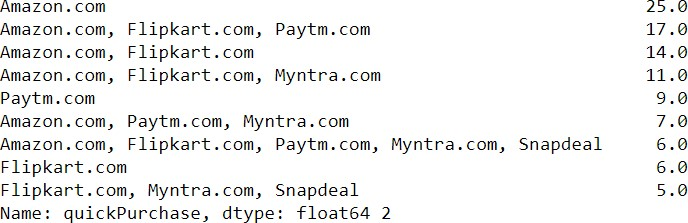 Amazon.com 25.0
Amazon.com, Flipkart.com, Paytm.com 17.0
Amazon.com, Flipkart.com 14.0
Amazon.com, Flipkart.com, Myntra.com 11.0
Paytm.com 9.0
Amazon.com, Paytm.com, Myntra.com 7.0
Amazon.com, Flipkart.com, Paytm.com, Myntra.com, Snapdeal 6.0
Flipkart.com 6.0
Flipkart.com, Myntra.com, Snapdeal 5.0
Name: quickPurchase, dtype: float64 2